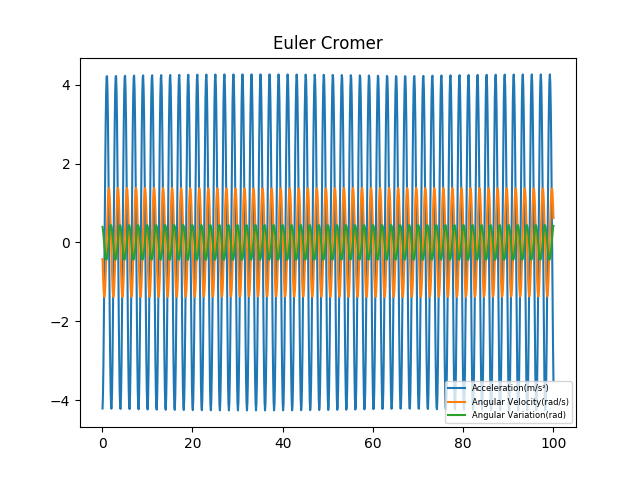 Euler Cromer
4
2
0
−2
−4
0
20
40
60
80
100
Acceleration(m/s²)
Angular Velocity(rad/s)
Angular Variation(rad)